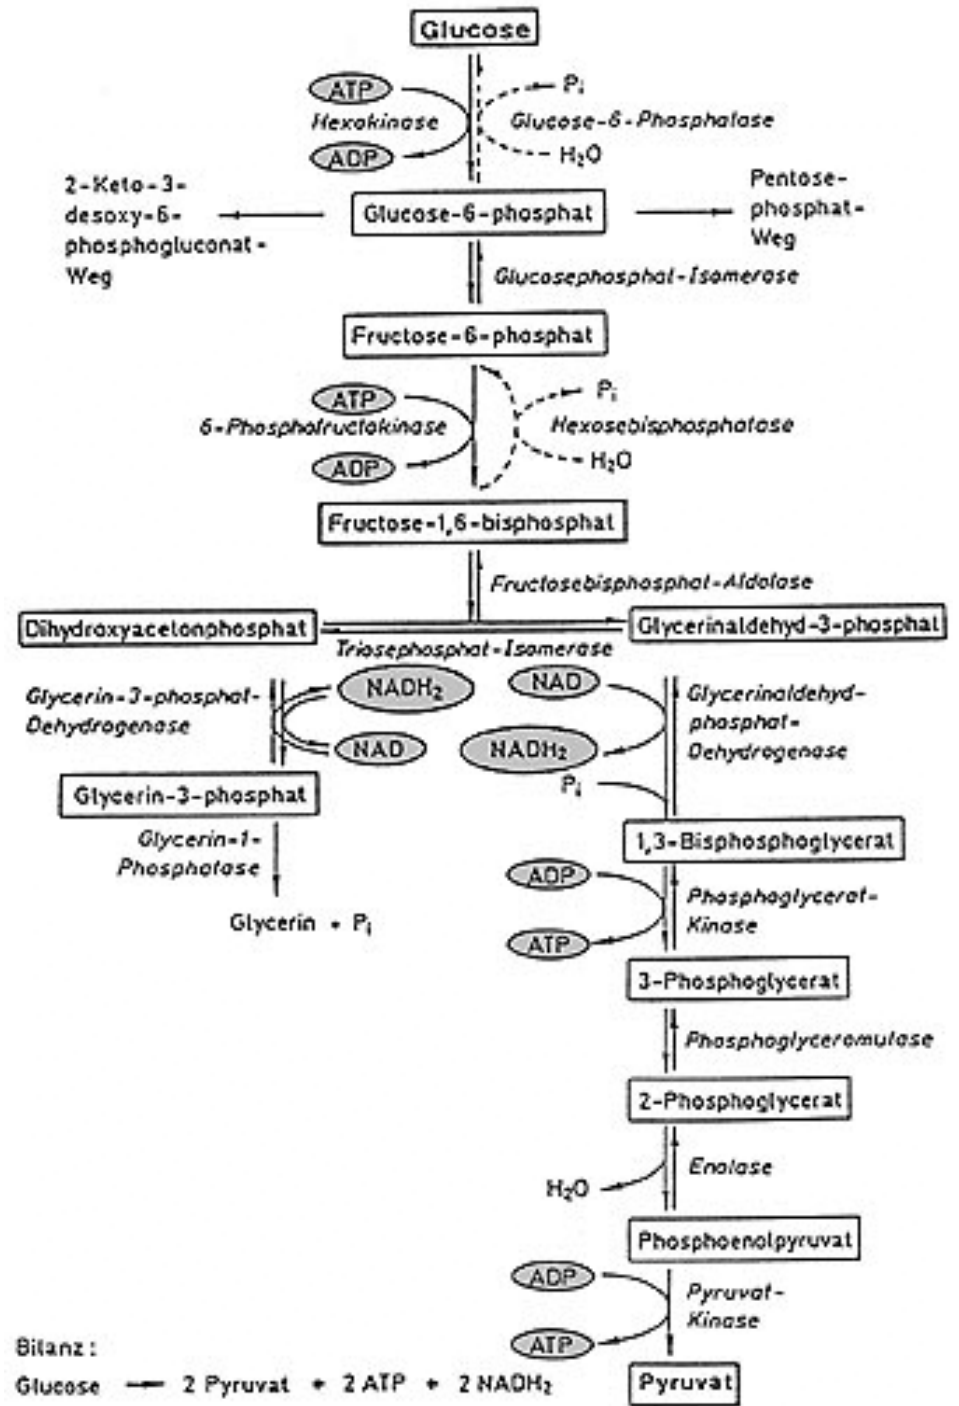 Glucose
ATP
Pi
Hexokinase
Glucose-6-Phosphatase
ADP
H₂O
2-Keto-3-
desoxy-6-
phosphogluconat-
Weg
Glucose-6-phosphat
Pentose-
phosphat-
Weg
Glucosephosphat-Isomerase
Fructose-6-phosphat
ATP
Pi
6-Phosphofructokinase
Hexosebisphosphatase
ADP
H₂O
Fructose-1,6-bisphosphat
Fructosebisphosphat-Aldolase
Dihydroxyacetonphosphat
Glycerinaldehyd-3-phosphat
Triosephosphat-Isomerase
Glycerin-3-phosphat-
Dehydrogenase
NADH₂
NAD
NAD
NADH₂
Glycerinaldehyd-
phosphat-
Dehydrogenase
Pi
Glycerin-3-phosphat
Glycerin-1-
Phosphatase
Glycerin + Pi
1,3-Bisphosphoglycerat
ADP
ATP
Phosphoglycerat-
Kinase
3-Phosphoglycerat
Phosphoglyceromutase
2-Phosphoglycerat
Enolase
H₂O
Phosphoenolpyruvat
ADP
ATP
Pyruvat-
Kinase
Pyruvat
Bilanz:
Glucose → 2 Pyruvat + 2 ATP + 2 NADH₂